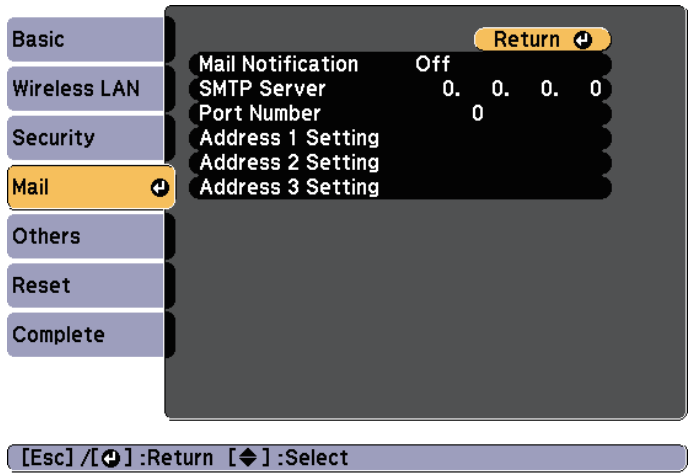 Basic
Wireless LAN
Security
Mail
Others
Reset
Complete
Return
Mail Notification Off
SMTP Server 0. 0. 0. 0
Port Number 0
Address 1 Setting
Address 2 Setting
Address 3 Setting
[Esc] /[ ] :Return [ ] :Select